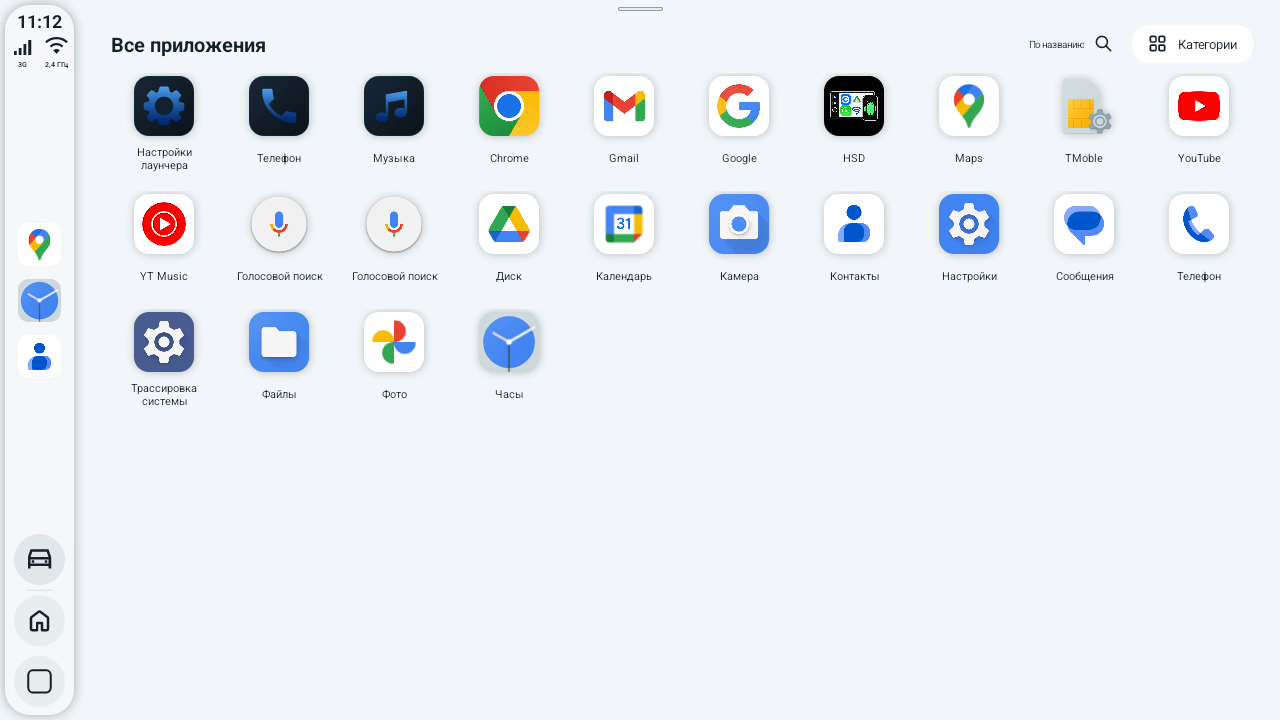 11:12
3G 2,4 ГГц
Все приложения
По названию
Категории
Настройки
лаунчера
Телефон
Музыка
Chrome
Gmail
Google
HSD
Maps
TMoble
YouTube
YT Music
Голосовой поиск
Голосовой поиск
Диск
31
Календарь
Камера
Контакты
Настройки
Сообщения
Телефон
Трассировка
системы
Файлы
Фото
Часы